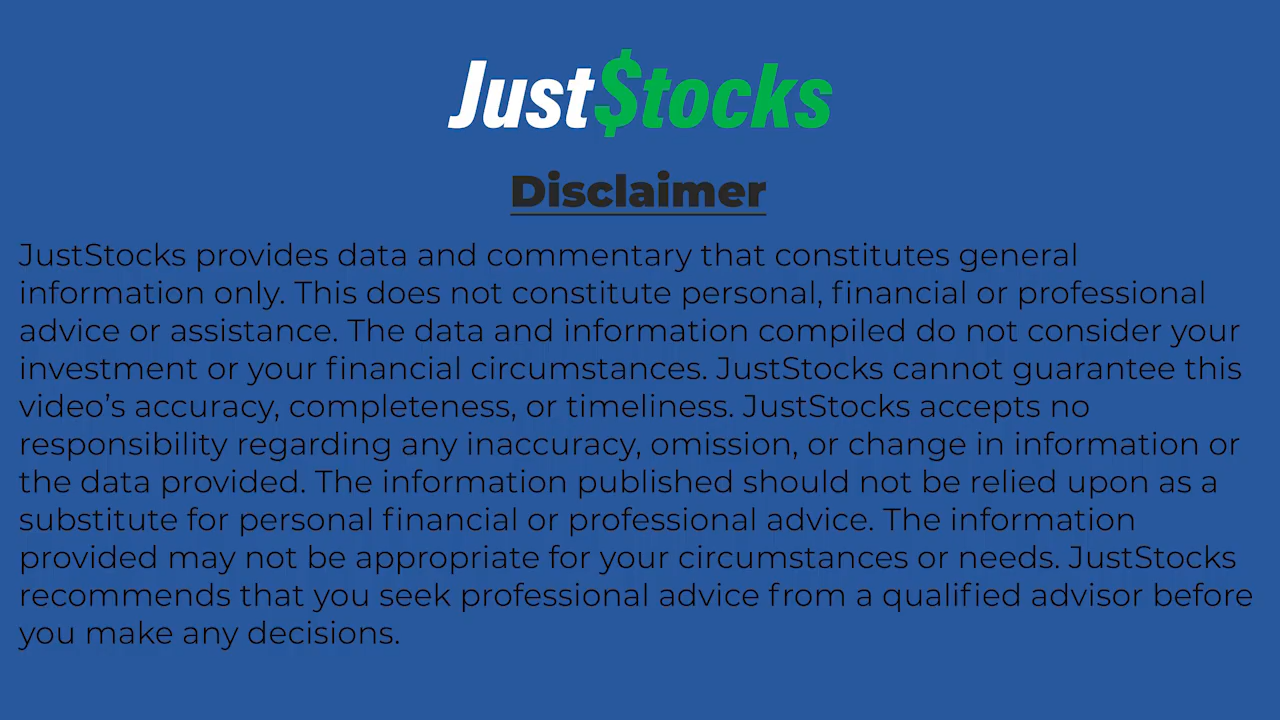 Just$tocks
Disclaimer
JustStocks provides data and commentary that constitutes general
information only. This does not constitute personal, financial or professional
advice or assistance. The data and information compiled do not consider your
investment or your financial circumstances. JustStocks cannot guarantee this
video’s accuracy, completeness, or timeliness. JustStocks accepts no
responsibility regarding any inaccuracy, omission, or change in information or
the data provided. The information published should not be relied upon as a
substitute for personal financial or professional advice. The information
provided may not be appropriate for your circumstances or needs. JustStocks
recommends that you seek professional advice from a qualified advisor before
you make any decisions.